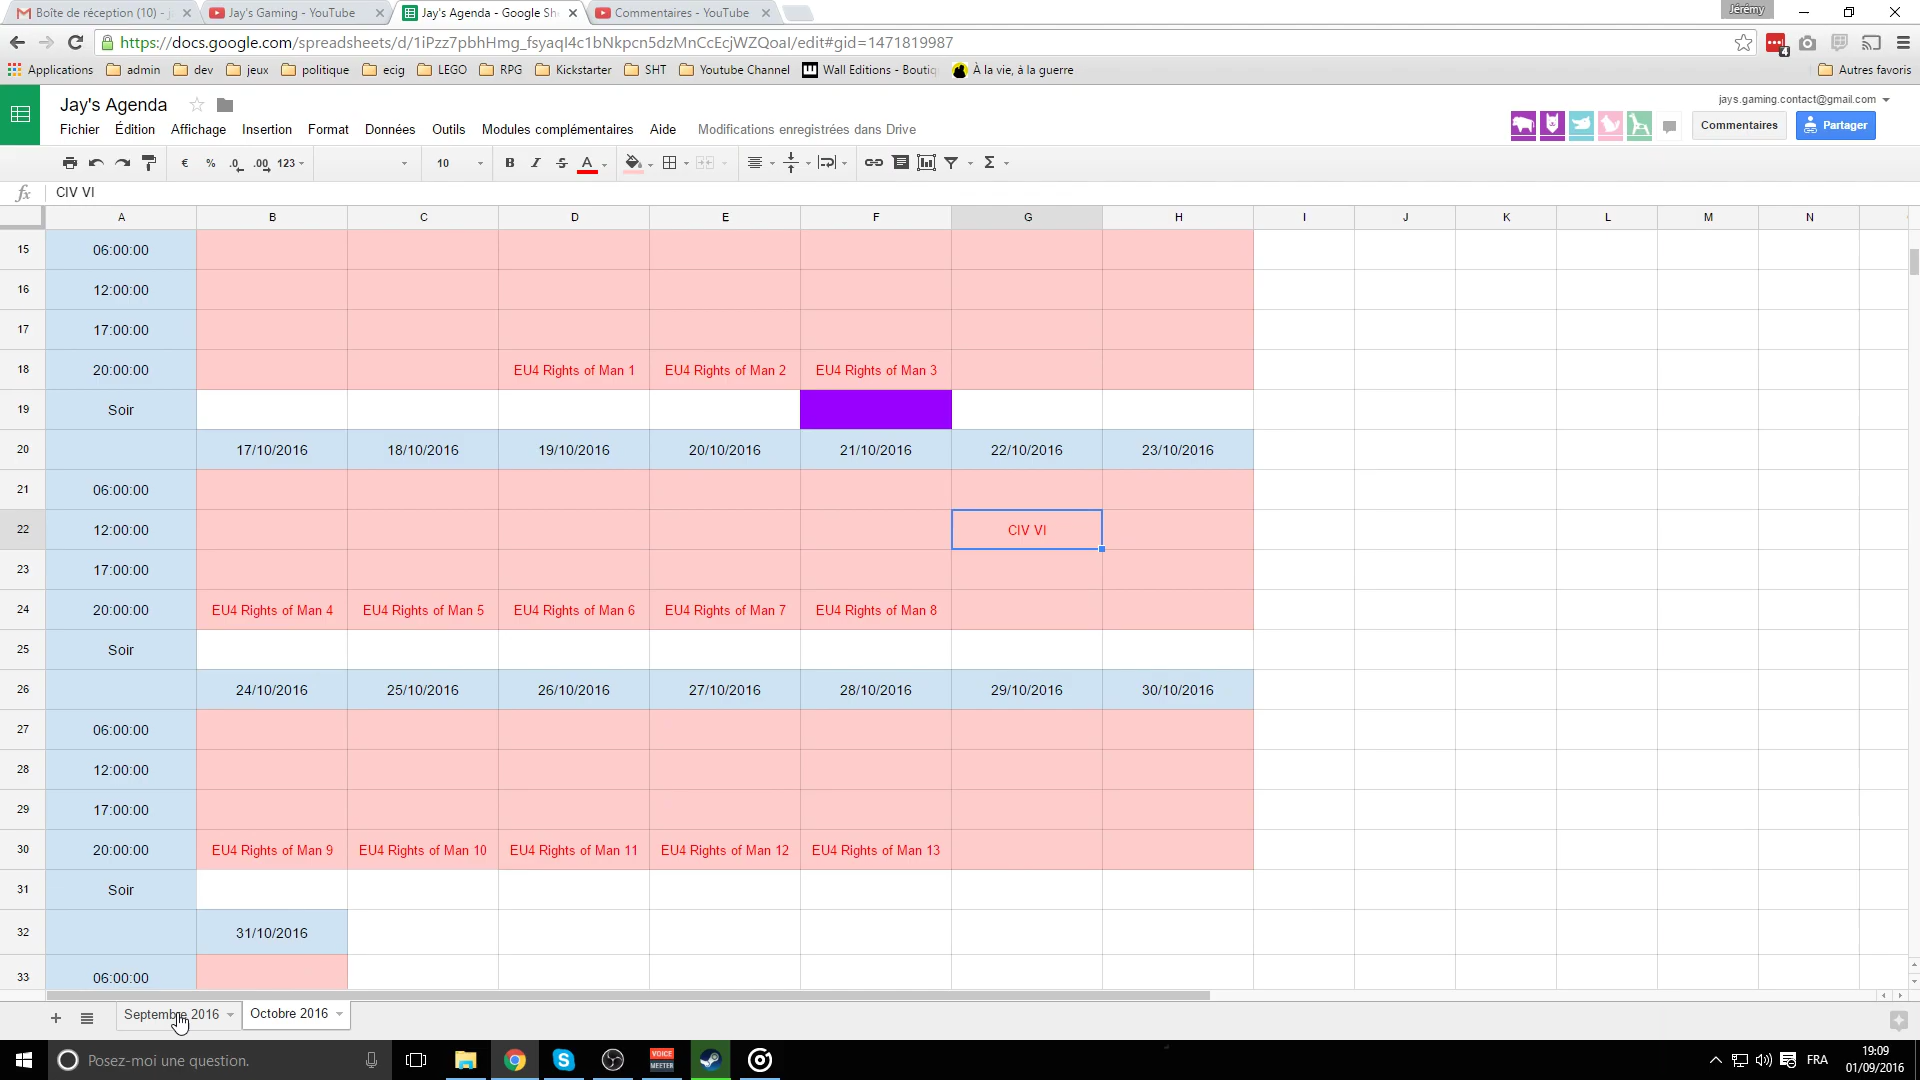 Boîte de réception (10) - j
Jay's Gaming - YouTube
Jay's Agenda - Google She
Commentaires - YouTube
Jérémy
https://docs.google.com/spreadsheets/d/1iPzz7pbhHmg_fsyaqI4c1bNkpcn5dzMnCcEcjWZQoaI/edit#gid=1471819987
Applications admin dev jeux politique ecig LEGO RPG Kickstarter SHT Youtube Channel Wall Editions - Boutiq À la vie, à la guerre Autres favoris
Jay's Agenda
jays.gaming.contact@gmail.com
Fichier Édition Affichage Insertion Format Données Outils Modules complémentaires Aide Modifications enregistrées dans Drive
Commentaires Partager
€ % .0 .00 123 10 B I S A Σ
fx CIV VI
A B C D E F G H I J K L M N
15 06:00:00
16 12:00:00
17 17:00:00
18 20:00:00 EU4 Rights of Man 1 EU4 Rights of Man 2 EU4 Rights of Man 3
19 Soir
20 17/10/2016 18/10/2016 19/10/2016 20/10/2016 21/10/2016 22/10/2016 23/10/2016
21 06:00:00
22 12:00:00 CIV VI
23 17:00:00
24 20:00:00 EU4 Rights of Man 4 EU4 Rights of Man 5 EU4 Rights of Man 6 EU4 Rights of Man 7 EU4 Rights of Man 8
25 Soir
26 24/10/2016 25/10/2016 26/10/2016 27/10/2016 28/10/2016 29/10/2016 30/10/2016
27 06:00:00
28 12:00:00
29 17:00:00
30 20:00:00 EU4 Rights of Man 9 EU4 Rights of Man 10 EU4 Rights of Man 11 EU4 Rights of Man 12 EU4 Rights of Man 13
31 Soir
32 31/10/2016
33 06:00:00
Septembre 2016 Octobre 2016
Posez-moi une question.
VOICE MEETER
FRA
19:09
01/09/2016